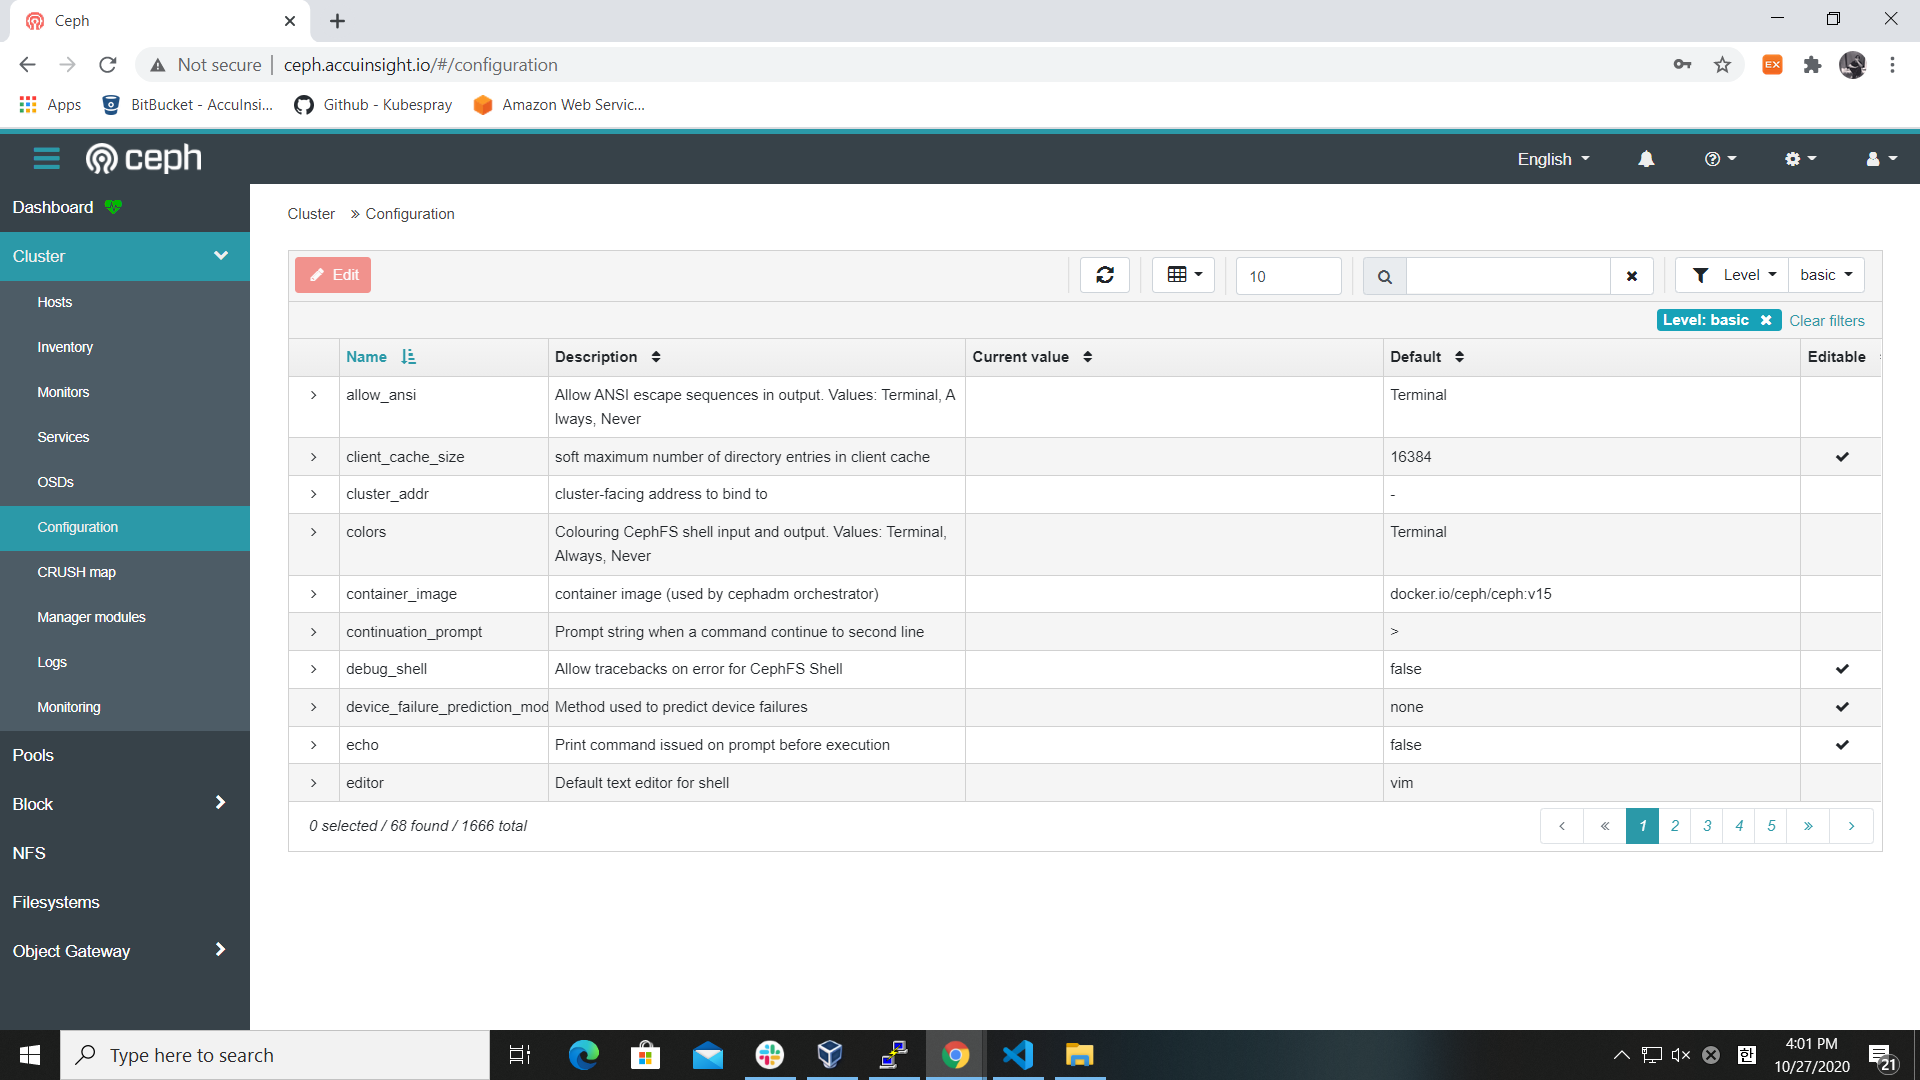 Ceph
Not secure
ceph.accuinsight.io/#/configuration
EX
Apps
BitBucket - AccuInsi...
Github - Kubespray
Amazon Web Servic...
ceph
English
Dashboard
Cluster
Hosts
Inventory
Monitors
Services
OSDs
Configuration
CRUSH map
Manager modules
Logs
Monitoring
Pools
Block
NFS
Filesystems
Object Gateway
Cluster » Configuration
Edit
10
Level
basic
Level: basic
Clear filters
Name Description Current value Default Editable
allow_ansi Allow ANSI escape sequences in output. Values: Terminal, A Terminal
lways, Never
client_cache_size soft maximum number of directory entries in client cache 16384
cluster_addr cluster-facing address to bind to -
colors Colouring CephFS shell input and output. Values: Terminal, Terminal
Always, Never
container_image container image (used by cephadm orchestrator) docker.io/ceph/ceph:v15
continuation_prompt Prompt string when a command continue to second line >
debug_shell Allow tracebacks on error for CephFS Shell false
device_failure_prediction_mod Method used to predict device failures none
echo Print command issued on prompt before execution false
editor Default text editor for shell vim
0 selected / 68 found / 1666 total
‹ « 1 2 3 4 5 » ›
Type here to search
한
4:01 PM
10/27/2020
21